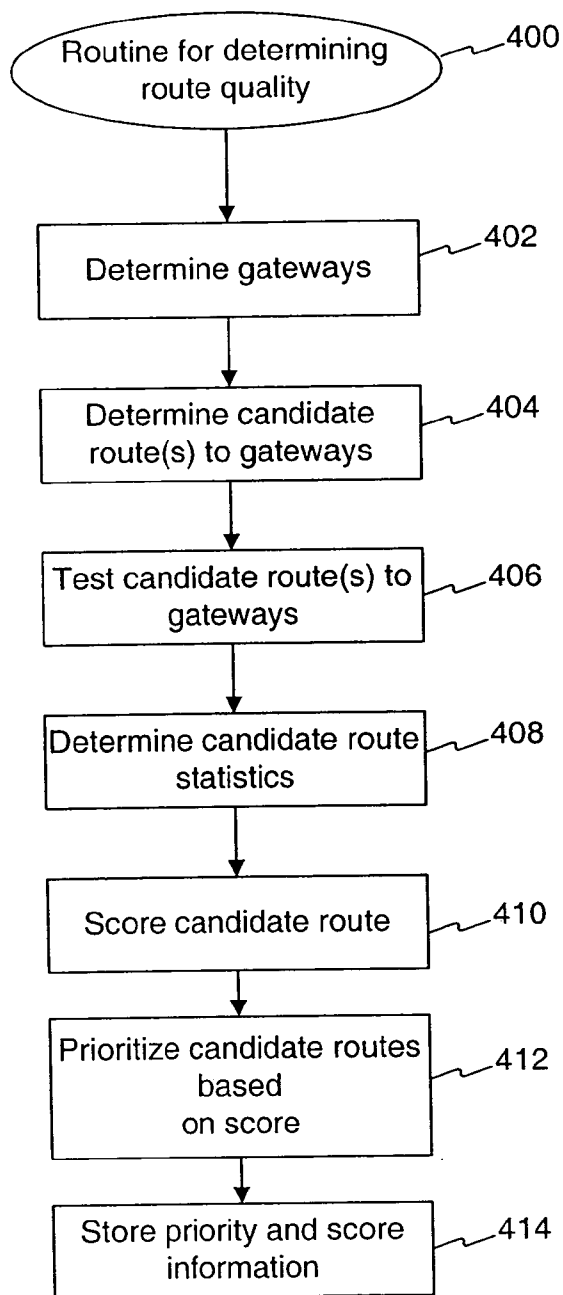 Routine for determining
route quality
400
Determine gateways
402
Determine candidate
route(s) to gateways
404
Test candidate route(s) to
gateways
406
Determine candidate route
statistics
408
Score candidate route
410
Prioritize candidate routes
based
on score
412
Store priority and score
information
414